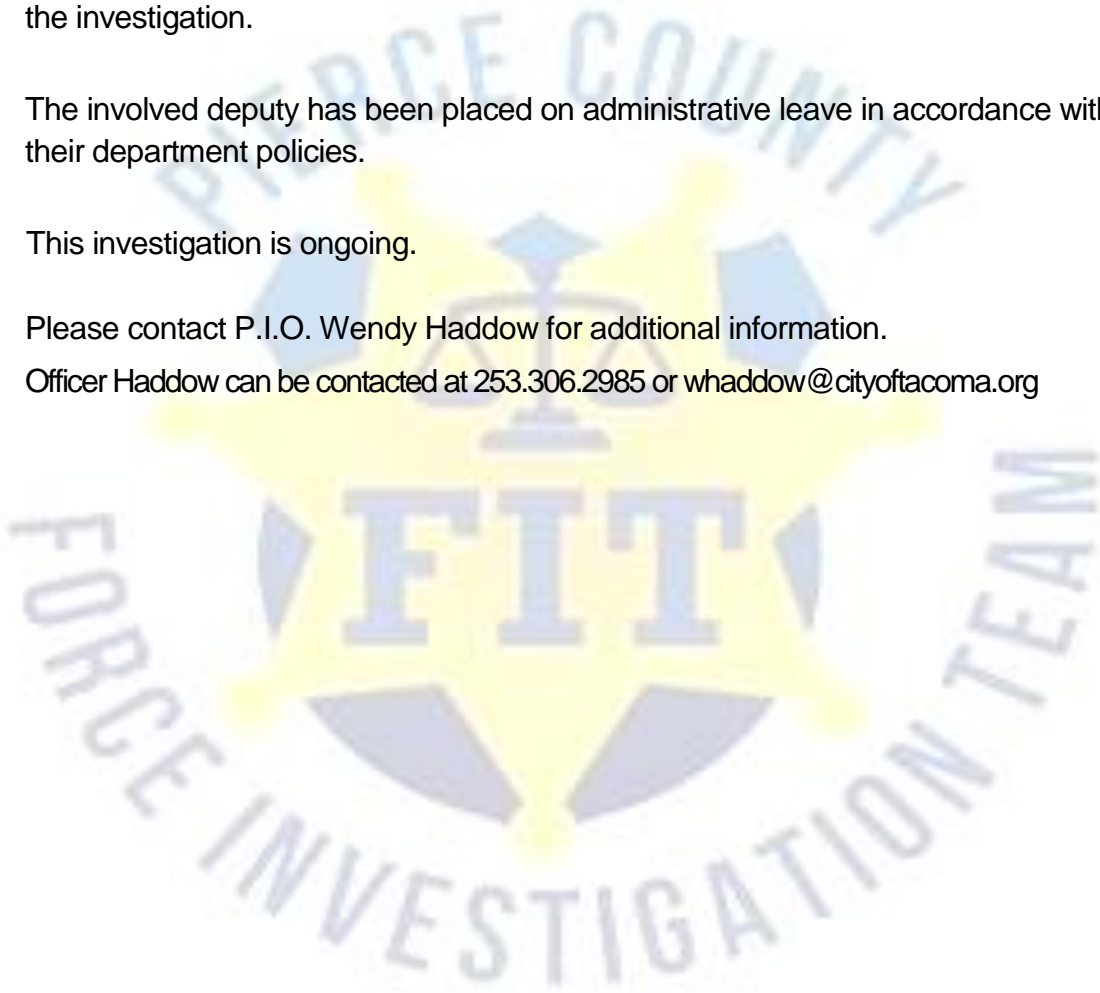 the investigation.
The involved deputy has been placed on administrative leave in accordance with
their department policies.
This investigation is ongoing.
Please contact P.I.O. Wendy Haddow for additional information.
Officer Haddow can be contacted at 253.306.2985 or whaddow@cityoftacoma.org
PIERCE COUNTY
FIT
FORCE INVESTIGATION TEAM